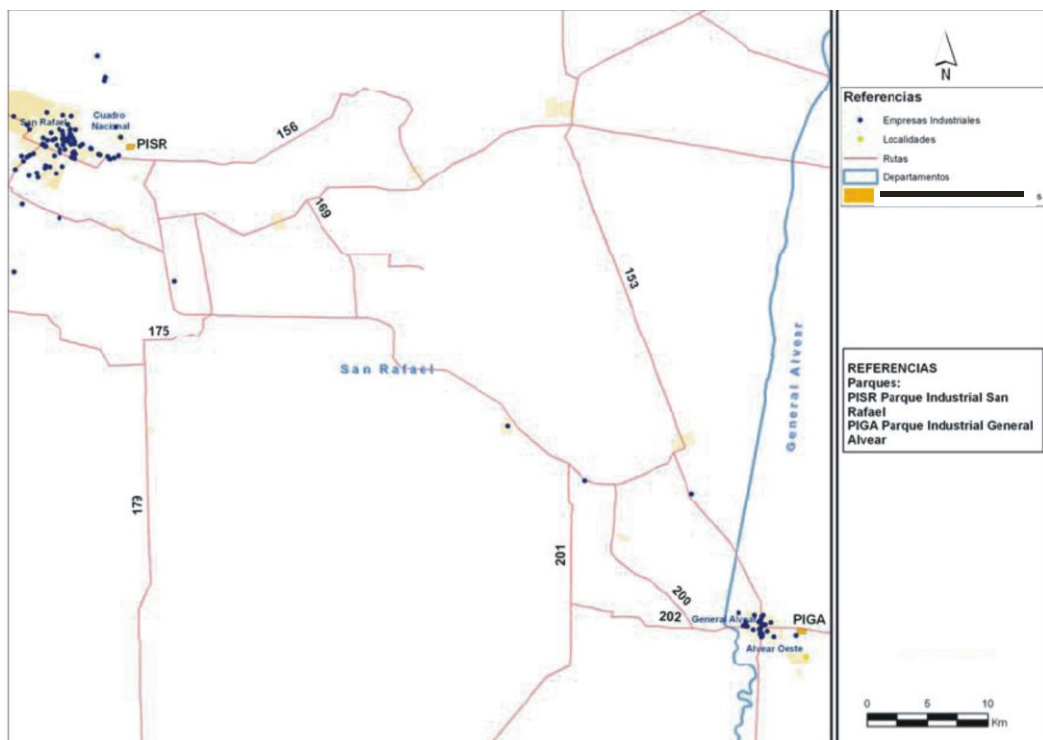 San Rafael
Cuadro
Nacional
PISR
156
169
153
175
San Rafael
General Alvear
179
201
200
202
General Alvear
PIGA
Alvear Oeste
N
Referencias
Empresas Industriales
Localidades
Rutas
Departamentos
s
REFERENCIAS
Parques:
PISR Parque Industrial San
Rafael
PIGA Parque Industrial General
Alvear
0 5 10
Km